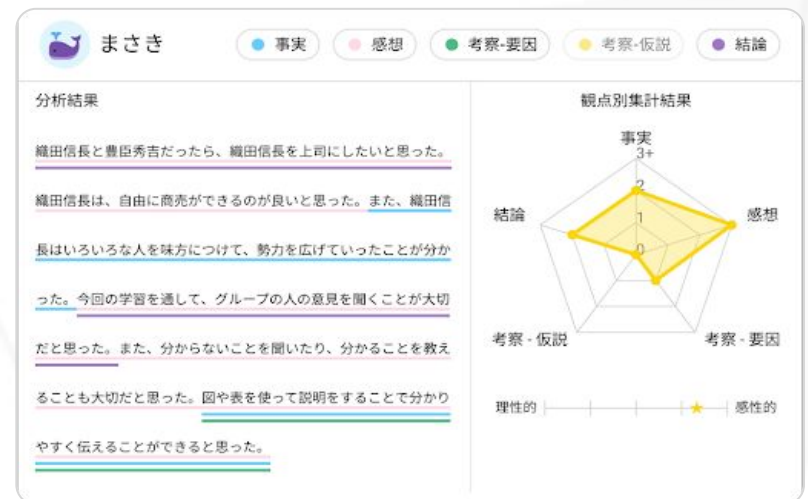 まさき
事実
感想
考察-要因
考察-仮説
結論
分析結果
織田信長と豊臣秀吉だったら、織田信長を上司にしたいと思った。
織田信長は、自由に商売ができるのが良いと思った。また、織田信
長はいろいろな人を味方につけて、勢力を広げていったことが分か
った。今回の学習を通して、グループの人の意見を聞くことが大切
だと思った。また、分からないことを聞いたり、分かることを教え
ることも大切だと思った。図や表を使って説明をすることで分かり
やすく伝えることができると思った。
観点別集計結果
事実
3+
2
1
0
感想
結論
考察 - 仮説
考察 - 要因
理性的
感性的